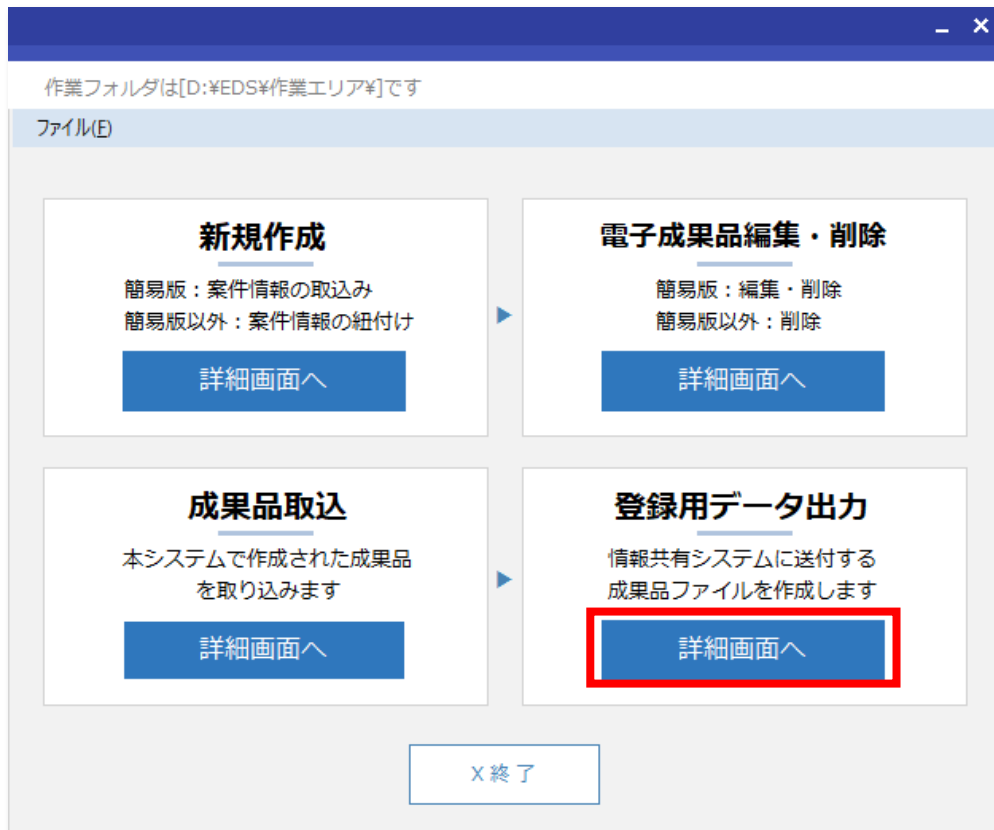 作業フォルダは[D:¥EDS¥作業エリア¥]です
ファイル(F)
新規作成
簡易版：案件情報の取込み
簡易版以外：案件情報の紐付け
詳細画面へ
電子成果品編集・削除
簡易版：編集・削除
簡易版以外：削除
詳細画面へ
成果品取込
本システムで作成された成果品
を取り込みます
詳細画面へ
登録用データ出力
情報共有システムに送付する
成果品ファイルを作成します
詳細画面へ
X 終了